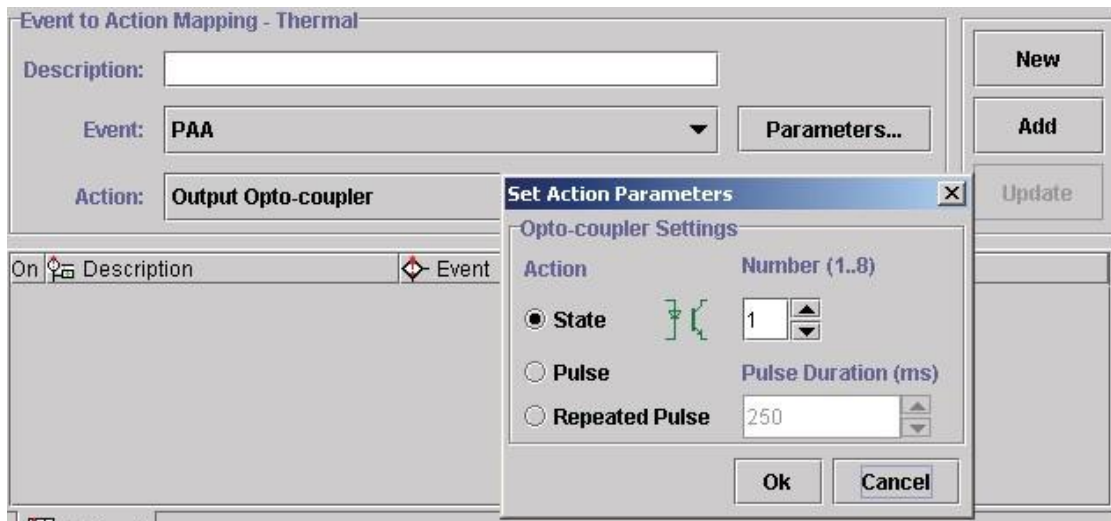 Event to Action Mapping - Thermal
Description:
New
Event: PAA Parameters...
Add
Action: Output Opto-coupler
Update
Set Action Parameters
Opto-coupler Settings
Action Number (1..8)
State 1
Pulse Pulse Duration (ms)
Repeated Pulse 250
Ok Cancel
On Description Event